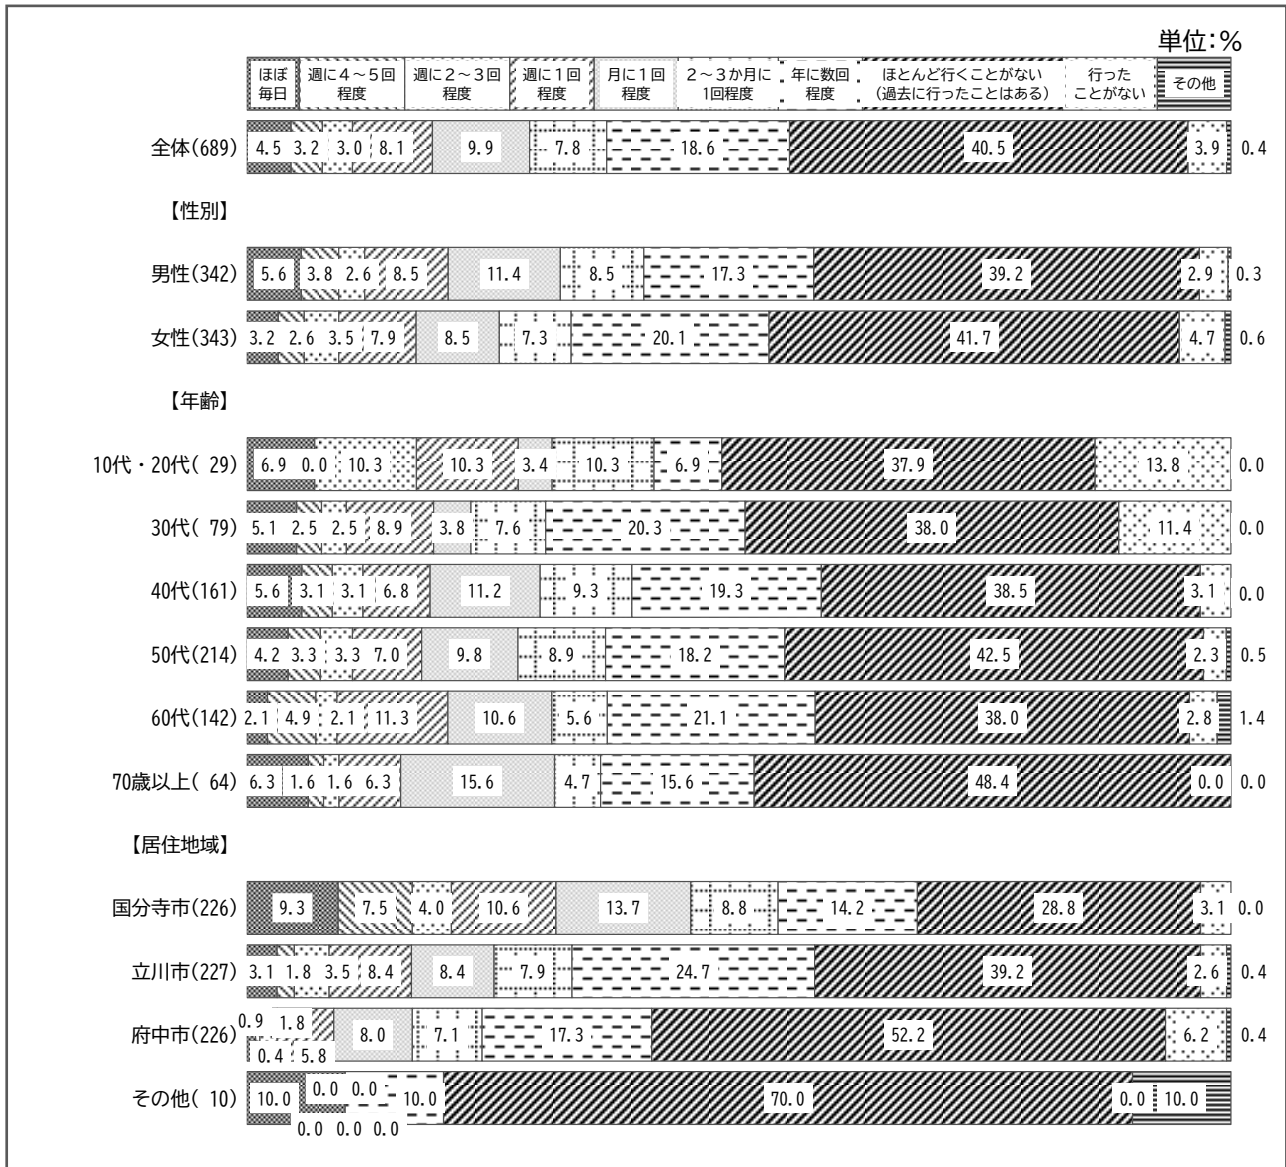 単位：％
ほぼ 週に４～５回 週に２～３回 週に１回 月に１回 ２～３か月に 年に数回 ほとんど行くことがない 行った その他
毎日 程度 程度 程度 程度 1回程度 程度 （過去に行ったことはある） ことがない
全体(689) 4.5 3.2 3.0 8.1 9.9 7.8 18.6 40.5 3.9 0.4
【性別】
男性(342) 5.6 3.8 2.6 8.5 11.4 8.5 17.3 39.2 2.9 0.3
女性(343) 3.2 2.6 3.5 7.9 8.5 7.3 20.1 41.7 4.7 0.6
【年齢】
10代・20代( 29) 6.9 0.0 10.3 10.3 3.4 10.3 6.9 37.9 13.8 0.0
30代( 79) 5.1 2.5 2.5 8.9 3.8 7.6 20.3 38.0 11.4 0.0
40代(161) 5.6 3.1 3.1 6.8 11.2 9.3 19.3 38.5 3.1 0.0
50代(214) 4.2 3.3 3.3 7.0 9.8 8.9 18.2 42.5 2.3 0.5
60代(142) 2.1 4.9 2.1 11.3 10.6 5.6 21.1 38.0 2.8 1.4
70歳以上( 64) 6.3 1.6 1.6 6.3 15.6 4.7 15.6 48.4 0.0 0.0
【居住地域】
国分寺市(226) 9.3 7.5 4.0 10.6 13.7 8.8 14.2 28.8 3.1 0.0
立川市(227) 3.1 1.8 3.5 8.4 8.4 7.9 24.7 39.2 2.6 0.4
府中市(226) 0.9 0.4 1.8 5.8 8.0 7.1 17.3 52.2 6.2 0.4
その他( 10) 10.0 0.0 0.0 0.0 0.0 0.0 10.0 70.0 0.0 10.0